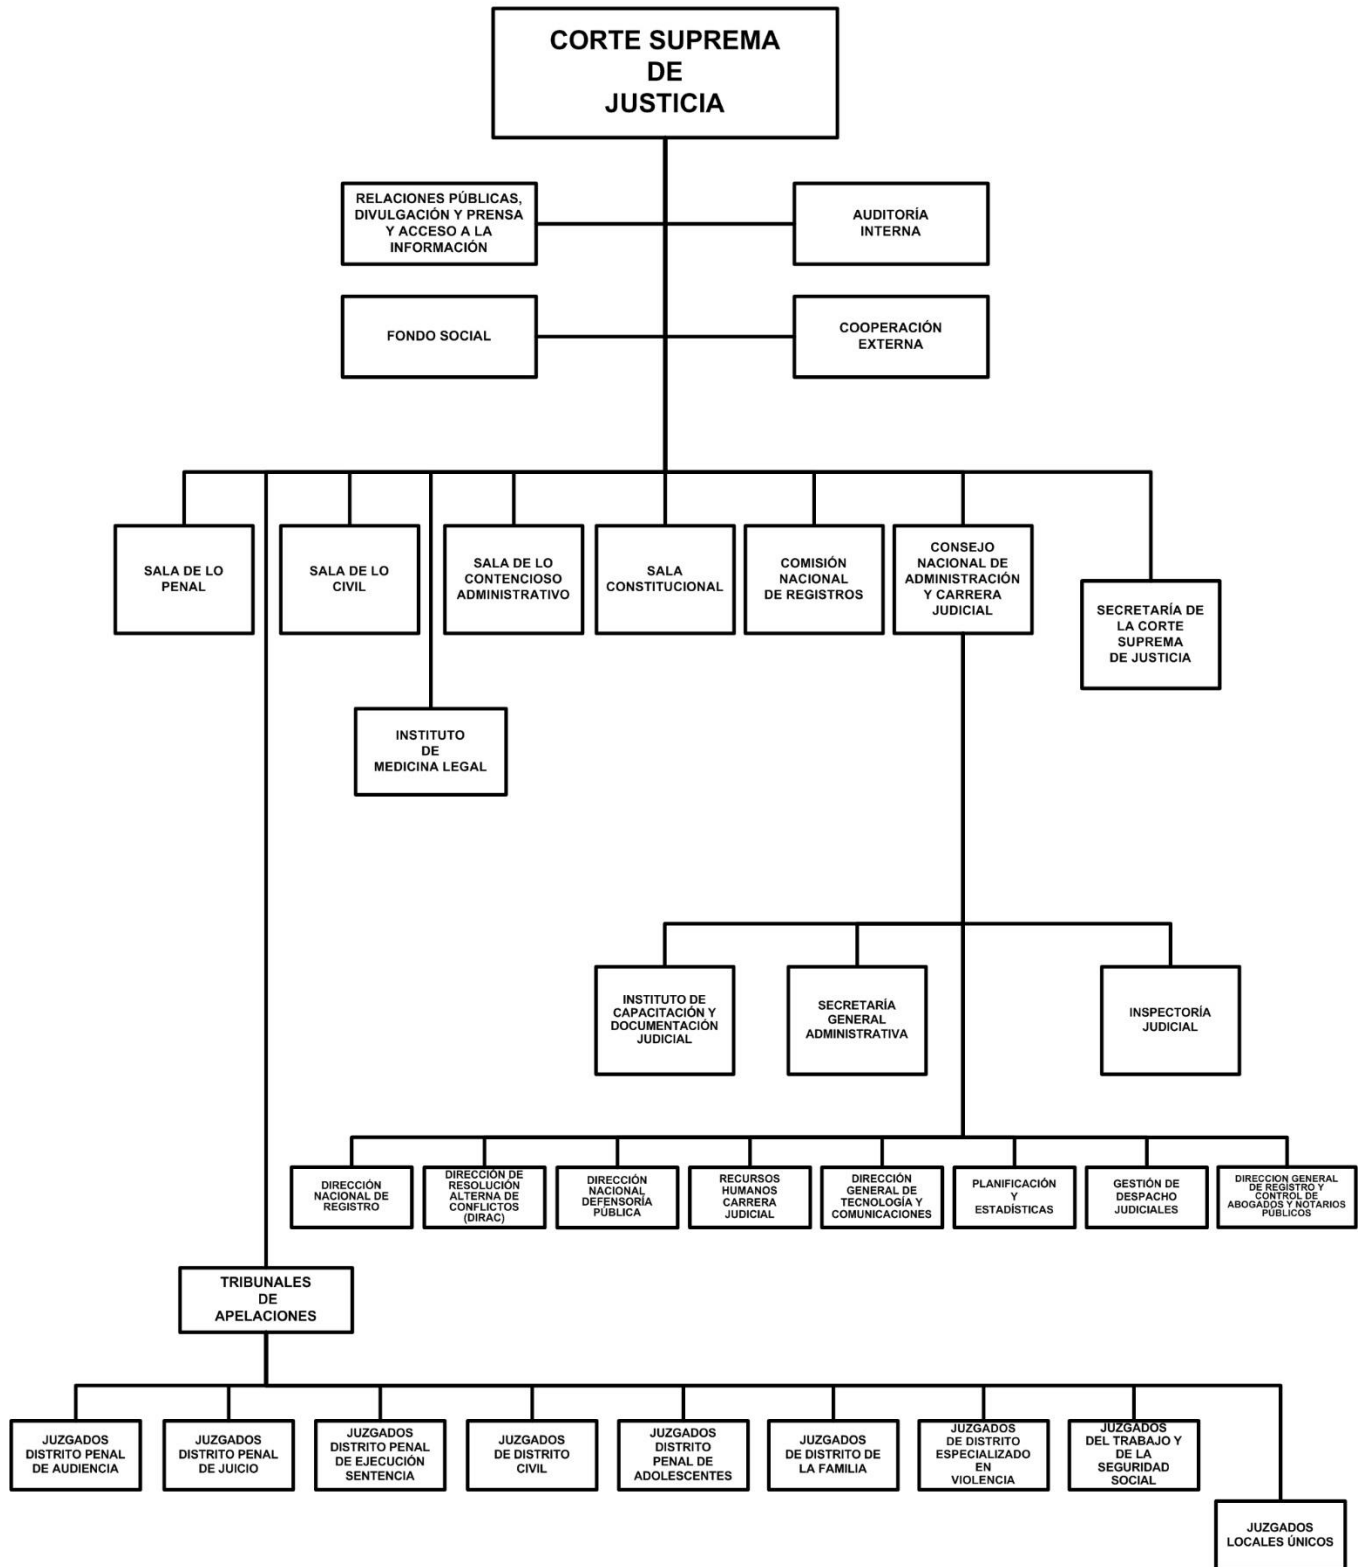 CORTE SUPREMA
DE
JUSTICIA
RELACIONES PÚBLICAS,
DIVULGACIÓN Y PRENSA
Y ACCESO A LA
INFORMACIÓN
AUDITORÍA
INTERNA
FONDO SOCIAL
COOPERACIÓN
EXTERNA
SALA DE LO
PENAL
SALA DE LO
CIVIL
SALA DE LO
CONTENCIOSO
ADMINISTRATIVO
SALA
CONSTITUCIONAL
COMISIÓN
NACIONAL
DE REGISTROS
CONSEJO
NACIONAL DE
ADMINISTRACIÓN
Y CARRERA
JUDICIAL
SECRETARÍA DE
LA CORTE
SUPREMA
DE JUSTICIA
INSTITUTO
DE
MEDICINA LEGAL
INSTITUTO DE
CAPACITACIÓN Y
DOCUMENTACIÓN
JUDICIAL
SECRETARÍA
GENERAL
ADMINISTRATIVA
INSPECTORÍA
JUDICIAL
DIRECCIÓN
NACIONAL DE
REGISTRO
DIRECCIÓN DE
RESOLUCIÓN
ALTERNA DE
CONFLICTOS
(DIRAC)
DIRECCIÓN
NACIONAL
DEFENSORÍA
PÚBLICA
RECURSOS
HUMANOS
CARRERA
JUDICIAL
DIRECCIÓN
GENERAL DE
TECNOLOGÍA Y
COMUNICACIONES
PLANIFICACIÓN
Y
ESTADÍSTICAS
GESTIÓN DE
DESPACHO
JUDICIALES
DIRECCION GENERAL
DE REGISTRO Y
CONTROL DE
ABOGADOS Y NOTARIOS
PÚBLICOS
TRIBUNALES
DE
APELACIONES
JUZGADOS
DISTRITO PENAL
DE AUDIENCIA
JUZGADOS
DISTRITO PENAL
DE JUICIO
JUZGADOS
DISTRITO PENAL
DE EJECUCIÓN
SENTENCIA
JUZGADOS
DE DISTRITO
CIVIL
JUZGADOS
DISTRITO
PENAL DE
ADOLESCENTES
JUZGADOS
DE DISTRITO DE
LA FAMILIA
JUZGADOS
DE DISTRITO
ESPECIALIZADO
EN
VIOLENCIA
JUZGADOS
DEL TRABAJO Y
DE LA
SEGURIDAD
SOCIAL
JUZGADOS
LOCALES ÚNICOS